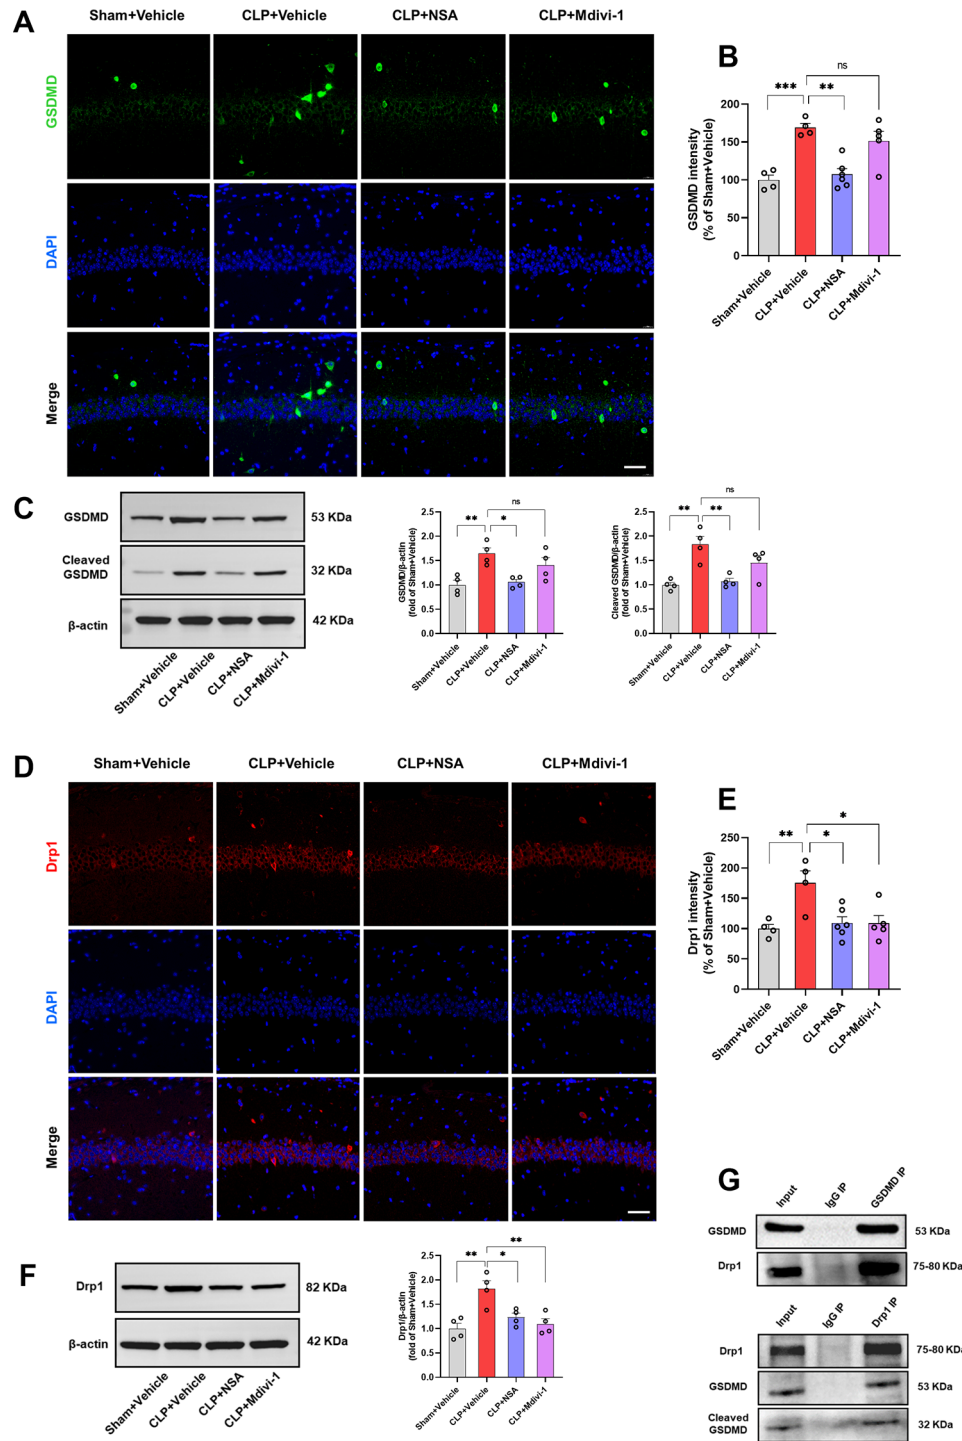 A
Sham+Vehicle CLP+Vehicle CLP+NSA CLP+Mdivi-1
GSDMD
DAPI
Merge
B
GSDMD intensity
(% of Sham+Vehicle)
200
150
100
50
0
*** ** ns
Sham+Vehicle
CLP+Vehicle
CLP+NSA
CLP+Mdivi-1
C
GSDMD 53 KDa
Cleaved
GSDMD 32 KDa
β-actin 42 KDa
Sham+Vehicle
CLP+Vehicle
CLP+NSA
CLP+Mdivi-1
GSDMD/β-actin
(fold of Sham+Vehicle)
2.5
2.0
1.5
1.0
0.5
0.0
** * ns
Sham+Vehicle
CLP+Vehicle
CLP+NSA
CLP+Mdivi-1
Cleaved GSDMD/β-actin
(fold of Sham+Vehicle)
2.5
2.0
1.5
1.0
0.5
0.0
** ** ns
Sham+Vehicle
CLP+Vehicle
CLP+NSA
CLP+Mdivi-1
D
Sham+Vehicle CLP+Vehicle CLP+NSA CLP+Mdivi-1
Drp1
DAPI
Merge
E
Drp1 intensity
(% of Sham+Vehicle)
250
200
150
100
50
0
** * *
Sham+Vehicle
CLP+Vehicle
CLP+NSA
CLP+Mdivi-1
F
Drp1 82 KDa
β-actin 42 KDa
Sham+Vehicle
CLP+Vehicle
CLP+NSA
CLP+Mdivi-1
Drp1/β-actin
(fold of Sham+Vehicle)
2.5
2.0
1.5
1.0
0.5
0.0
** * **
Sham+Vehicle
CLP+Vehicle
CLP+NSA
CLP+Mdivi-1
G
Input IgG IP GSDMD IP
GSDMD 53 KDa
Drp1 75-80 KDa
Input IgG IP Drp1 IP
Drp1 75-80 KDa
GSDMD 53 KDa
Cleaved
GSDMD 32 KDa